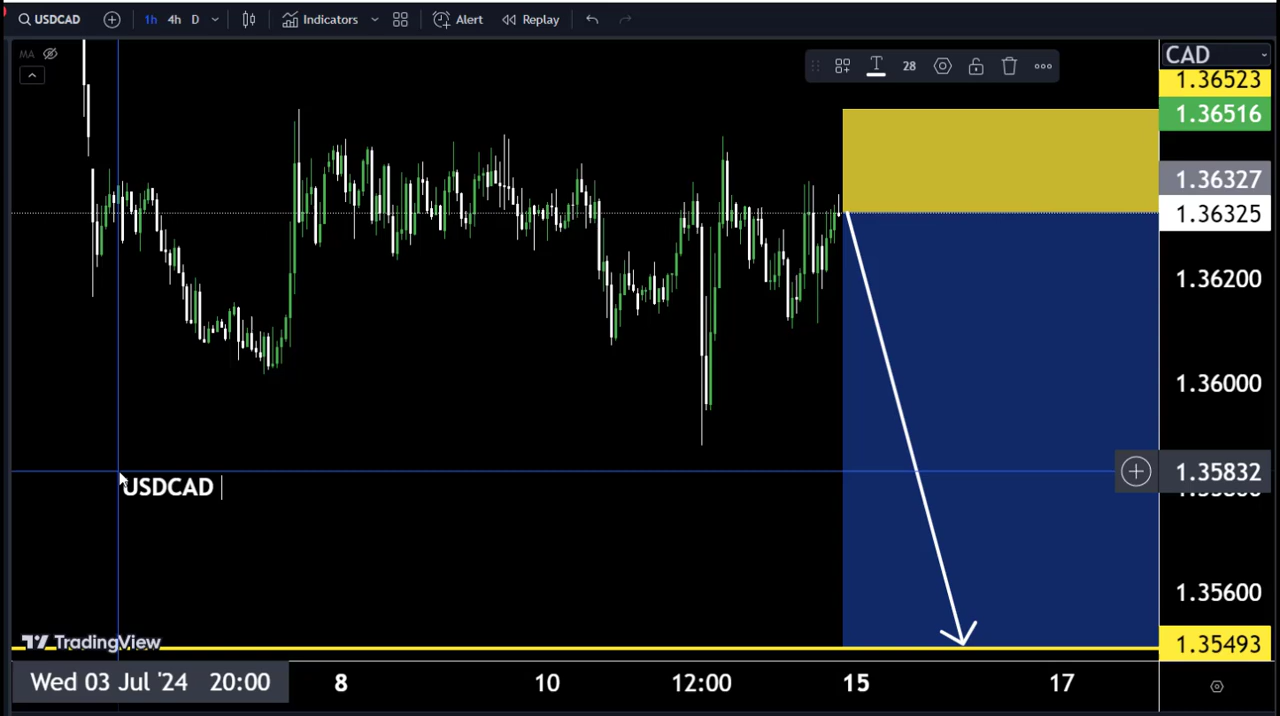 USDCAD 1h 4h D Indicators Alert Replay
MA
T 28
CAD
1.36523
1.36516
1.36327
1.36325
1.36200
1.36000
1.35832
USDCAD
1.35600
TradingView
1.35493
Wed 03 Jul '24 20:00 8 10 12:00 15 17